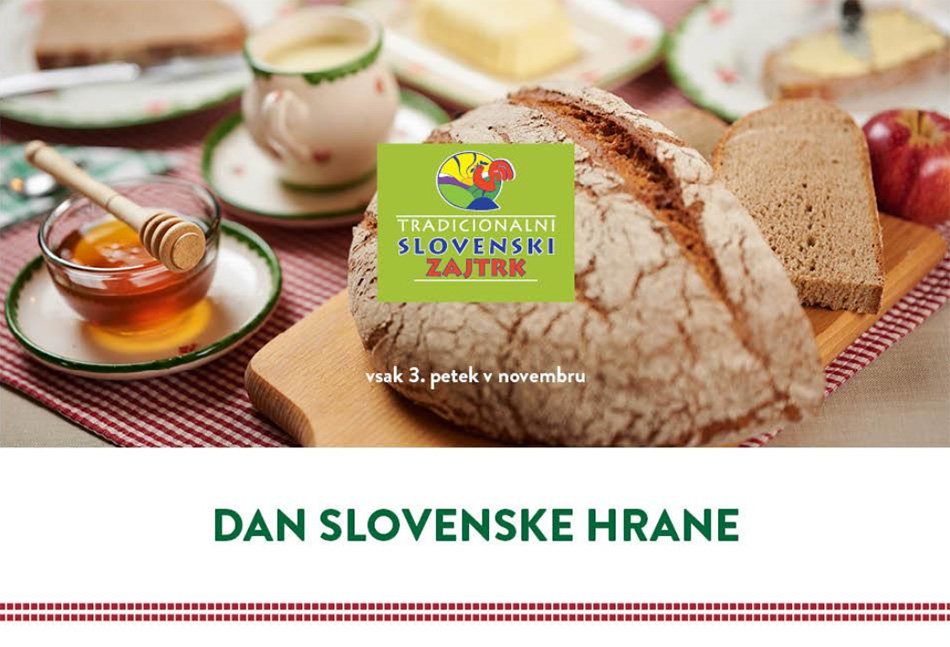 TRADICIONALNI
SLOVENSKI
ZAJTRK
vsak 3. petek v novembru
DAN SLOVENSKE HRANE